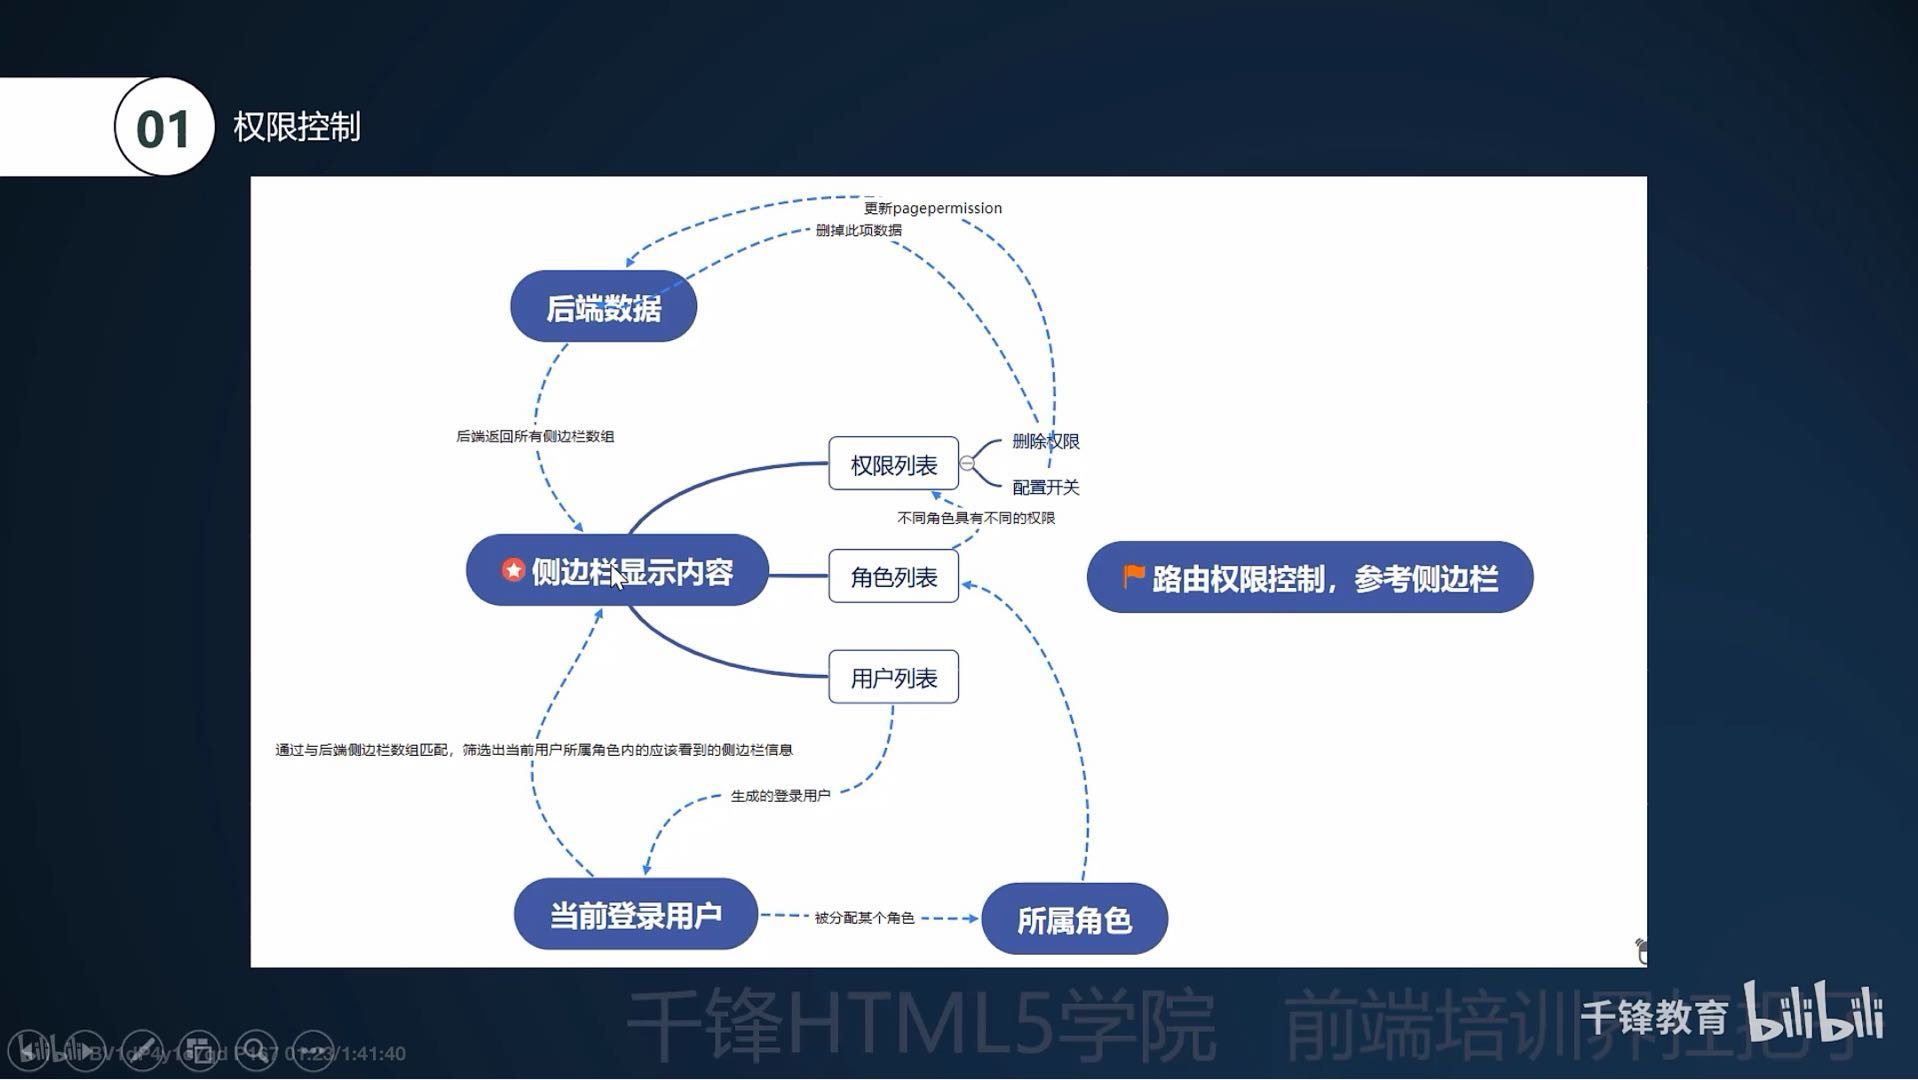 01
权限控制
更新pagepermission
删掉此项数据
后端数据
后端返回所有侧边栏数组
权限列表
删除权限
配置开关
不同角色具有不同的权限
侧边栏显示内容
角色列表
路由权限控制，参考侧边栏
用户列表
通过与后端侧边栏数组匹配，筛选出当前用户所属角色内的应该看到的侧边栏信息
生成的登录用户
当前登录用户
被分配某个角色
所属角色
千锋HTML5学院 前端培训界扛把子
千锋教育 bilibili
bilibili P167 01:23/1:41:40